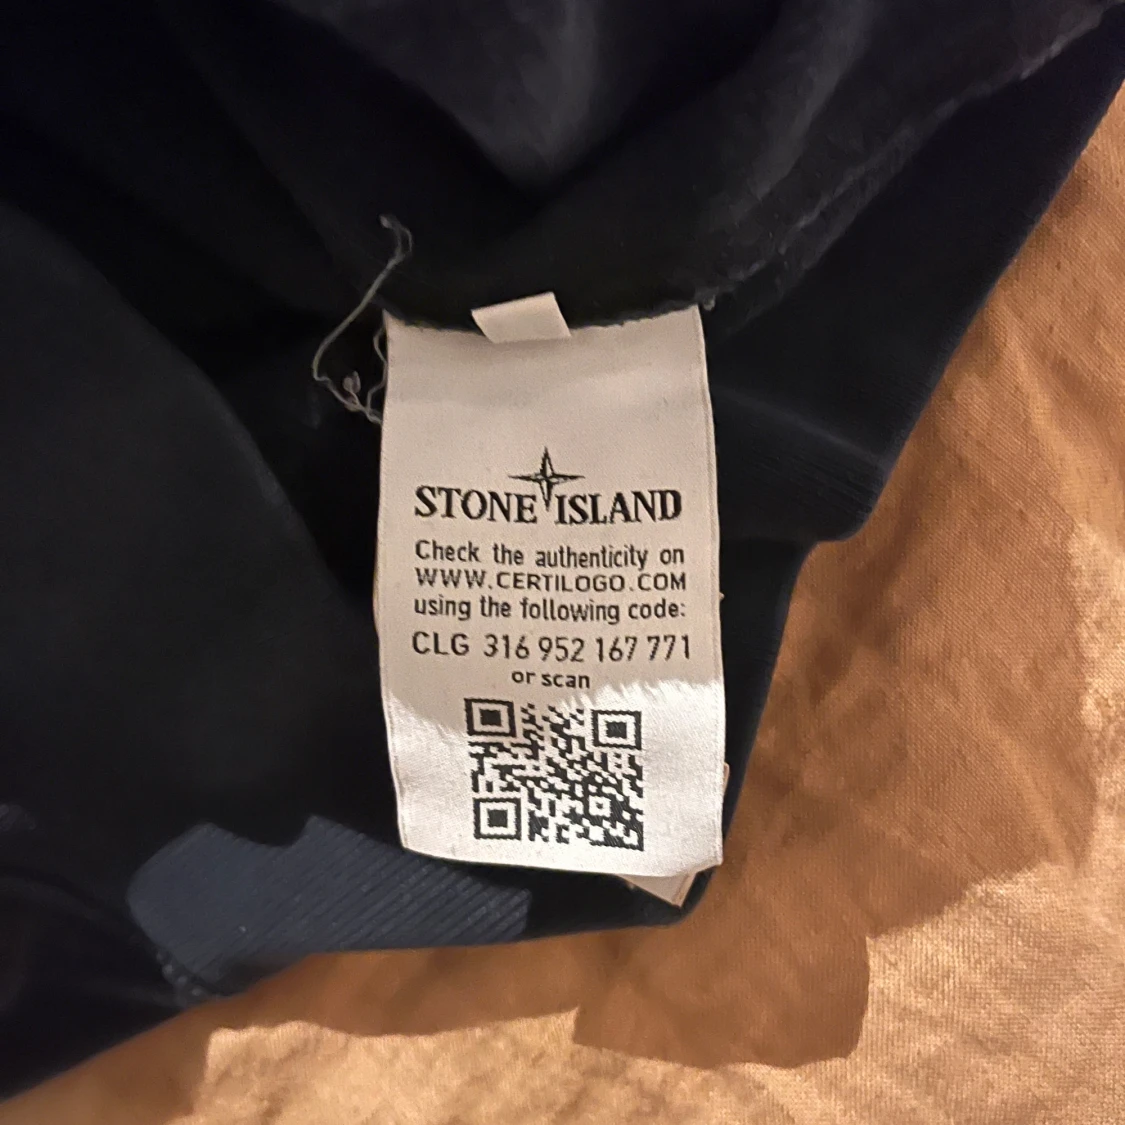 STONE ISLAND
Check the authenticity on
WWW.CERTILOGO.COM
using the following code:
CLG 316 952 167 771
or scan